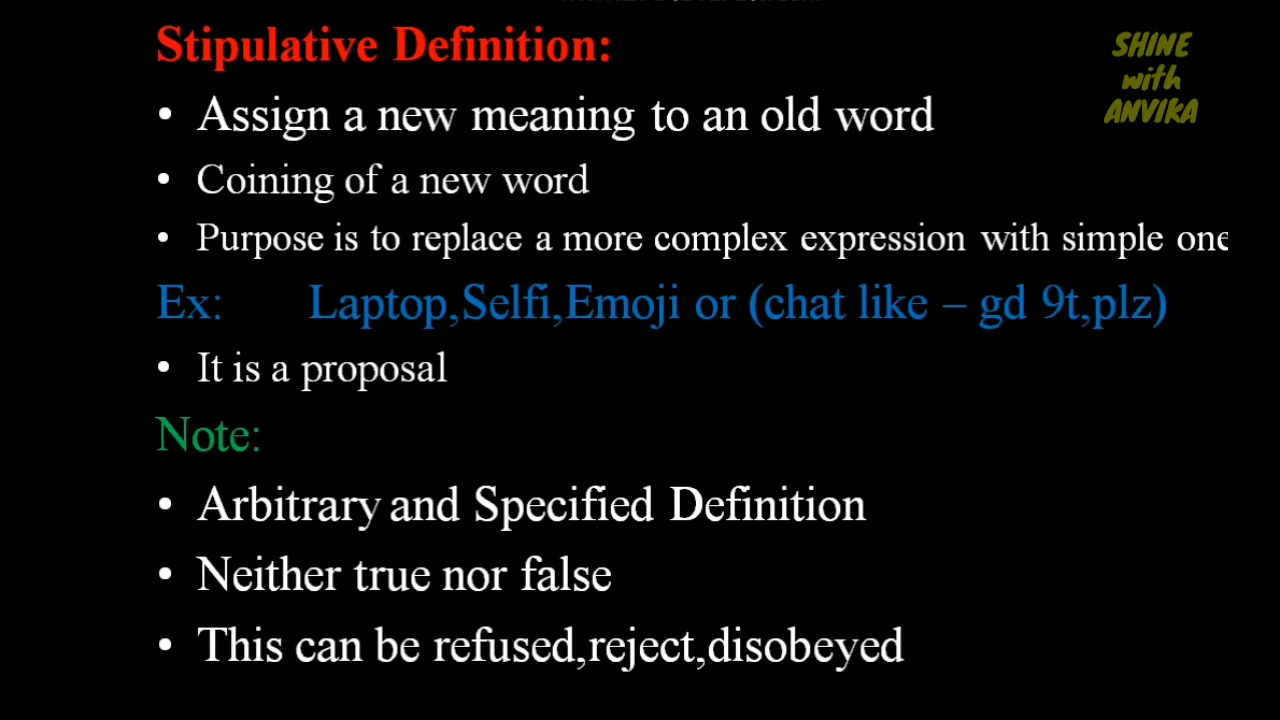 Stipulative Definition:
SHINE
with
ANVIKA
• Assign a new meaning to an old word
• Coining of a new word
• Purpose is to replace a more complex expression with simple one
Ex: Laptop,Selfi,Emoji or (chat like – gd 9t,plz)
• It is a proposal
Note:
• Arbitrary and Specified Definition
• Neither true nor false
• This can be refused,reject,disobeyed